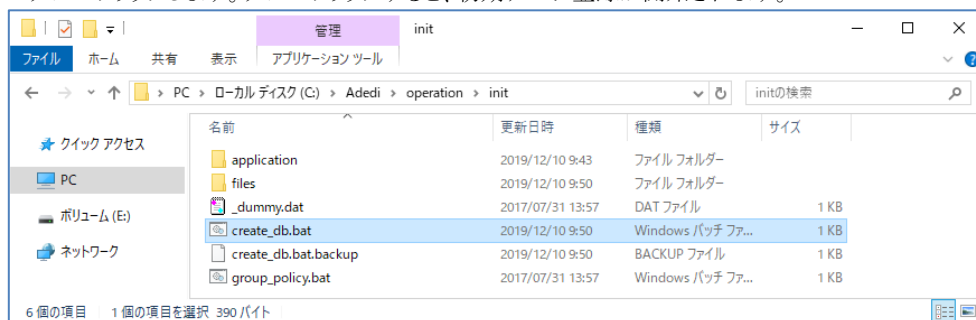 管理 init
ファイル ホーム 共有 表示 アプリケーション ツール
PC › ローカル ディスク (C:) › Adedi › operation › init initの検索
名前 更新日時 種類 サイズ
クイック アクセス
PC
ボリューム (E:)
ネットワーク
application 2019/12/10 9:43 ファイル フォルダー
files 2019/12/10 9:50 ファイル フォルダー
_dummy.dat 2017/07/31 13:57 DAT ファイル 1 KB
create_db.bat 2019/12/10 9:50 Windows バッチ ファ... 1 KB
create_db.bat.backup 2019/12/10 9:50 BACKUP ファイル 1 KB
group_policy.bat 2017/07/31 13:57 Windows バッチ ファ... 1 KB
6 個の項目 1 個の項目を選択 390 バイト